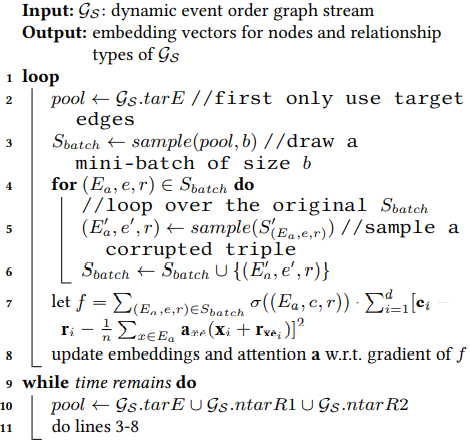 Input: 𝒢_S: dynamic event order graph stream
Output: embedding vectors for nodes and relationship
types of 𝒢_S
1 loop
2 pool ← 𝒢_S.tarE //first only use target
edges
3 S_batch ← sample(pool, b) //draw a
mini-batch of size b
4 for (E_a, e, r) ∈ S_batch do
//loop over the original S_batch
5 (E′_a, e′, r) ← sample(S′_(E_a,e,r)) //sample a
corrupted triple
6 S_batch ← S_batch ∪ {(E′_a, e′, r)}
7 let f = ∑_(E_a,e,r)∈S_batch σ((E_a, e, r)) · ∑_{i=1}^{d} [e_i −
r_i − 1/n ∑_{x∈E_a} a_xe (x_i + r_xe_i)]²
8 update embeddings and attention a w.r.t. gradient of f
9 while time remains do
10 pool ← 𝒢_S.tarE ∪ 𝒢_S.ntarR1 ∪ 𝒢_S.ntarR2
11 do lines 3-8